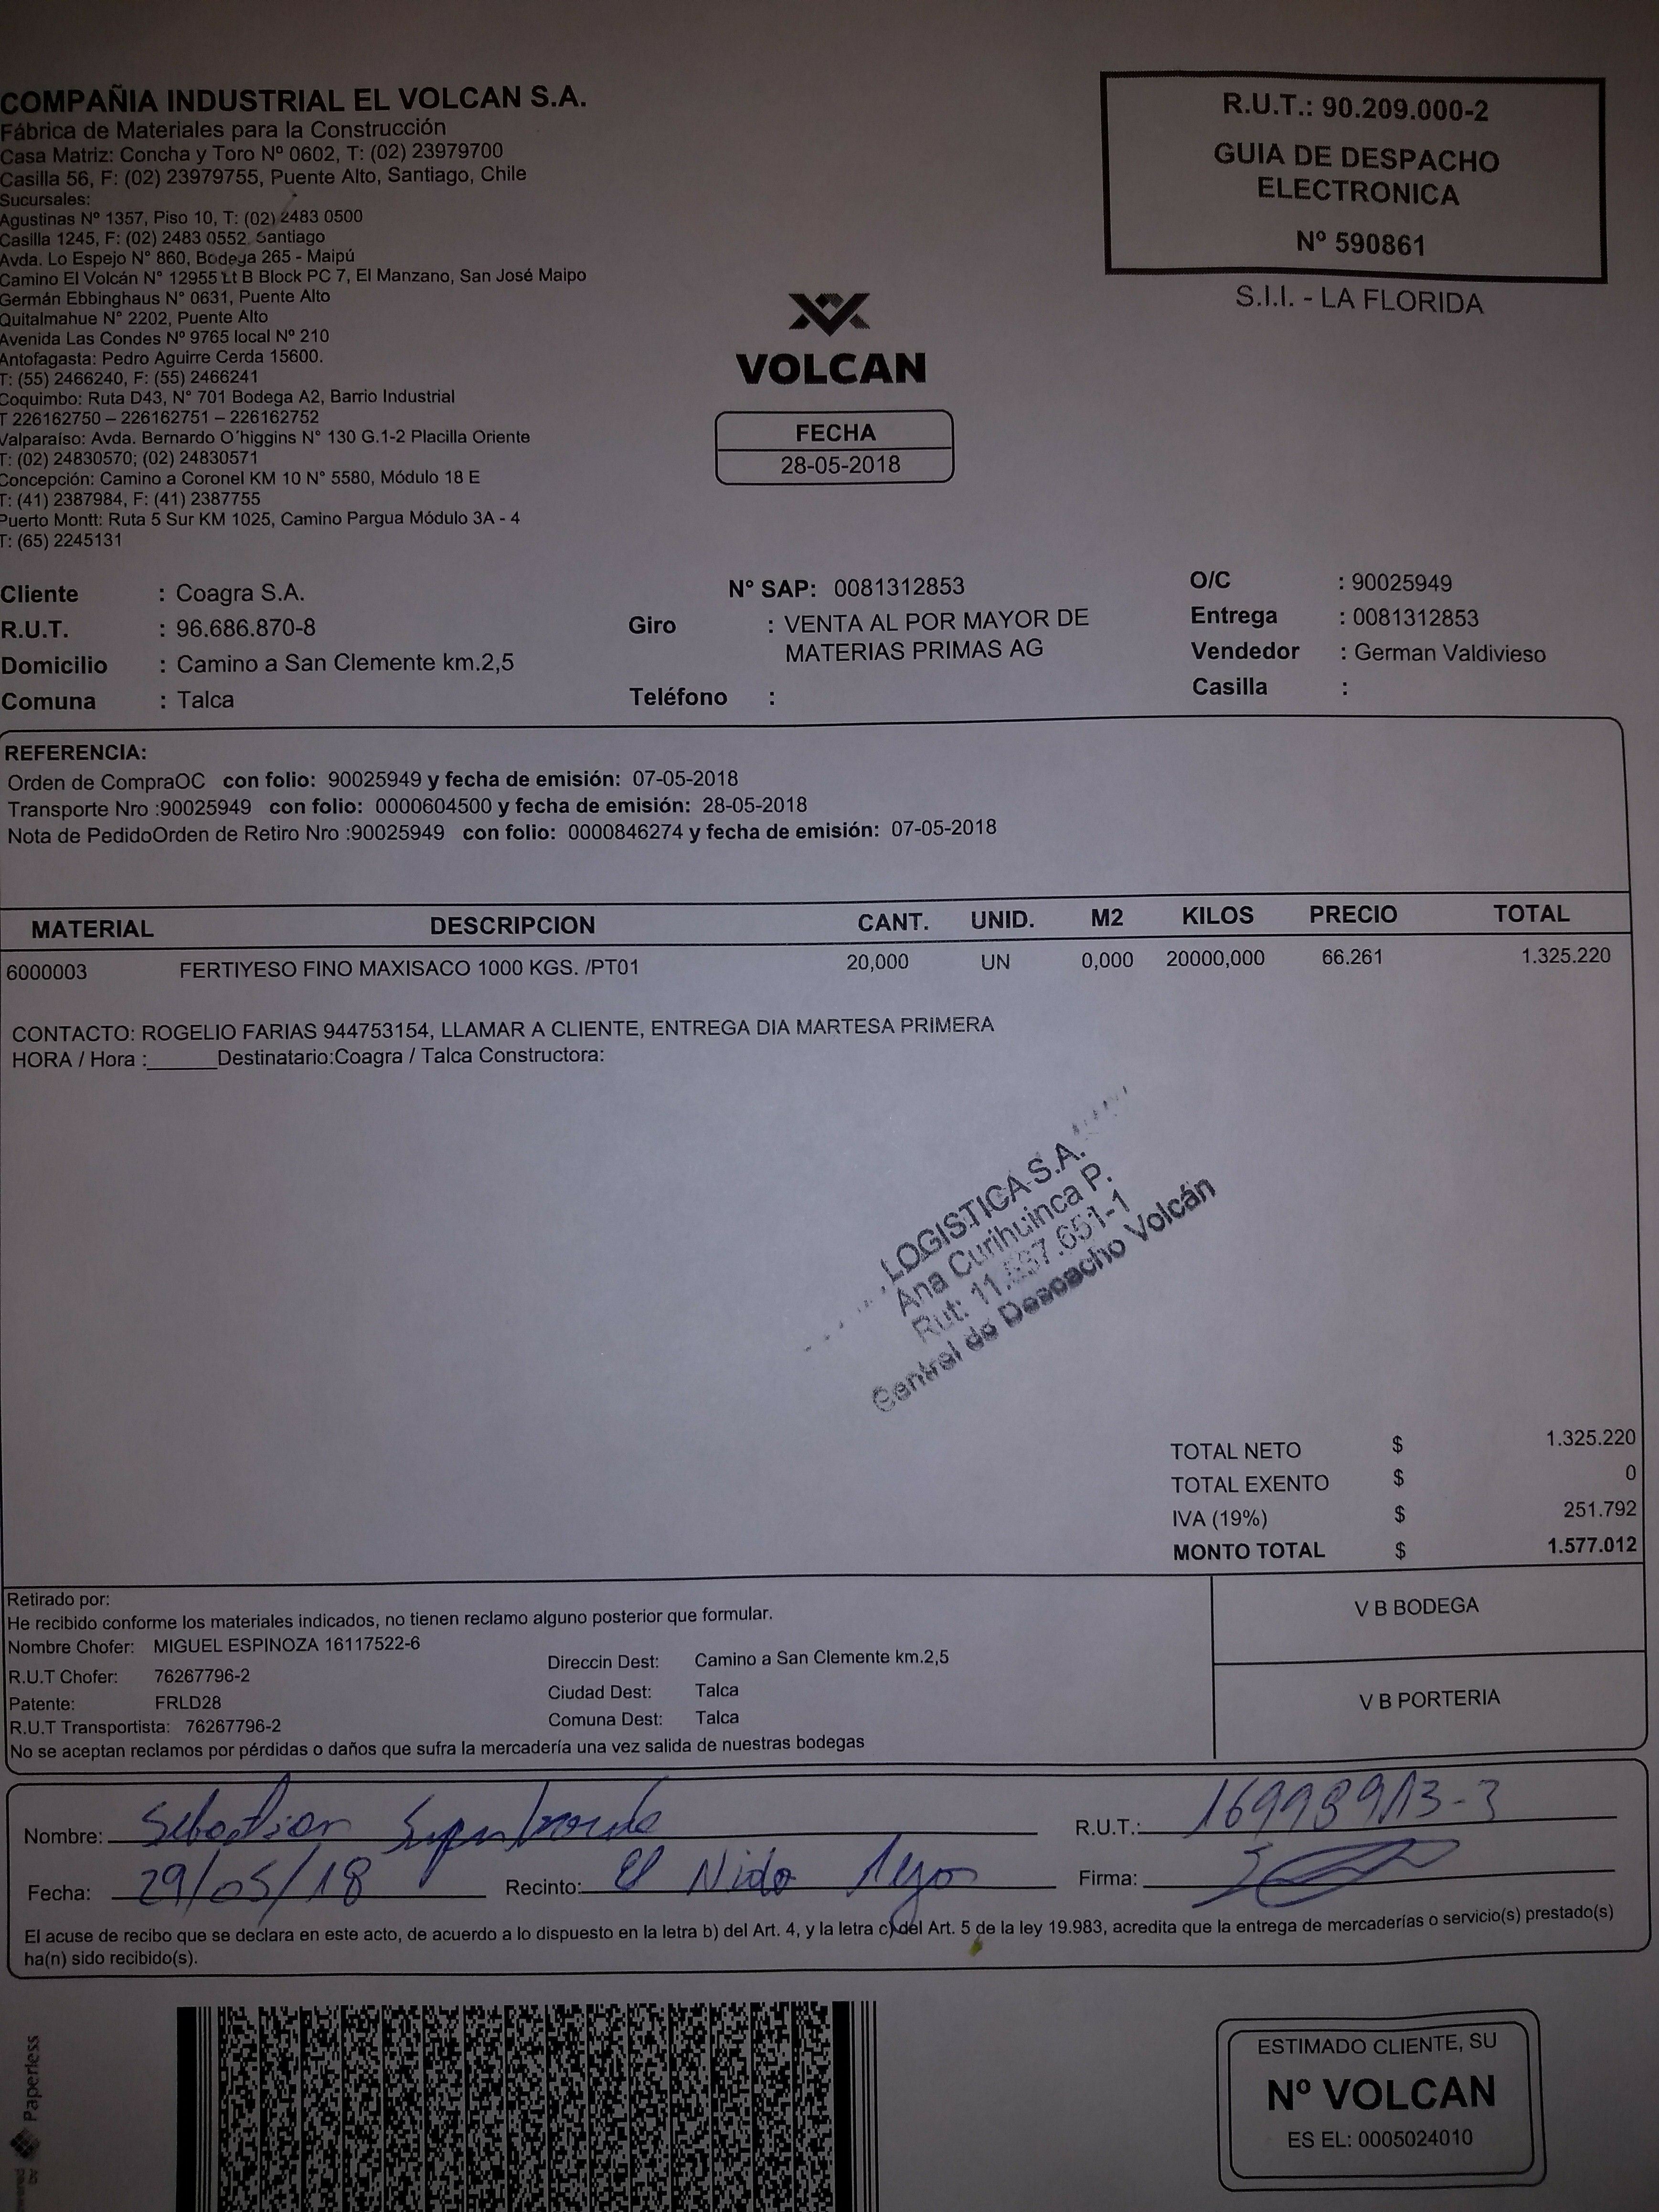 COMPAÑIA INDUSTRIAL EL VOLCAN S.A.
Fábrica de Materiales para la Construcción
Casa Matriz: Concha y Toro Nº 0602, T: (02) 23979700
Casilla 56, F: (02) 23979755, Puente Alto, Santiago, Chile
Sucursales:
Agustinas Nº 1357, Piso 10, T: (02) 2483 0500
Casilla 1245, F: (02) 2483 0552. Santiago
Avda. Lo Espejo N° 860, Bodega 265 - Maipú
Camino El Volcán N° 12955 Lt B Block PC 7, El Manzano, San José Maipo
Germán Ebbinghaus N° 0631, Puente Alto
Quitalmahue N° 2202, Puente Alto
Avenida Las Condes Nº 9765 local Nº 210
Antofagasta: Pedro Aguirre Cerda 15600.
T: (55) 2466240, F: (55) 2466241
Coquimbo: Ruta D43, N° 701 Bodega A2, Barrio Industrial
T 226162750 – 226162751 – 226162752
Valparaíso: Avda. Bernardo O´higgins N° 130 G.1-2 Placilla Oriente
T: (02) 24830570; (02) 24830571
Concepción: Camino a Coronel KM 10 N° 5580, Módulo 18 E
T: (41) 2387984, F: (41) 2387755
Puerto Montt: Ruta 5 Sur KM 1025, Camino Pargua Módulo 3A - 4
T: (65) 2245131
VOLCAN
FECHA
28-05-2018
R.U.T.: 90.209.000-2
GUIA DE DESPACHO
ELECTRONICA
Nº 590861
S.I.I. - LA FLORIDA
Cliente : Coagra S.A.
R.U.T. : 96.686.870-8
Domicilio : Camino a San Clemente km.2,5
Comuna : Talca
N° SAP: 0081312853
Giro : VENTA AL POR MAYOR DE
MATERIAS PRIMAS AG
Teléfono :
O/C : 90025949
Entrega : 0081312853
Vendedor : German Valdivieso
Casilla :
REFERENCIA:
Orden de CompraOC con folio: 90025949 y fecha de emisión: 07-05-2018
Transporte Nro :90025949 con folio: 0000604500 y fecha de emisión: 28-05-2018
Nota de PedidoOrden de Retiro Nro :90025949 con folio: 0000846274 y fecha de emisión: 07-05-2018
MATERIAL DESCRIPCION CANT. UNID. M2 KILOS PRECIO TOTAL
6000003 FERTIYESO FINO MAXISACO 1000 KGS. /PT01 20,000 UN 0,000 20000,000 66.261 1.325.220
CONTACTO: ROGELIO FARIAS 944753154, LLAMAR A CLIENTE, ENTREGA DIA MARTESA PRIMERA
HORA / Hora :______Destinatario:Coagra / Talca Constructora:
LOGISTICA S.A.
Ana Curihuinca P.
Rut:
Central de Despacho Volcán
TOTAL NETO $ 1.325.220
TOTAL EXENTO $ 0
IVA (19%) $ 251.792
MONTO TOTAL $ 1.577.012
Retirado por:
He recibido conforme los materiales indicados, no tienen reclamo alguno posterior que formular.
Nombre Chofer: MIGUEL ESPINOZA 16117522-6
R.U.T Chofer: 76267796-2
Patente: FRLD28
R.U.T Transportista: 76267796-2
Direccin Dest: Camino a San Clemente km.2,5
Ciudad Dest: Talca
Comuna Dest: Talca
No se aceptan reclamos por pérdidas o daños que sufra la mercadería una vez salida de nuestras bodegas
V B BODEGA
V B PORTERIA
Nombre: Sebastian
R.U.T.:
Fecha: 29/05/18 Recinto: El Nido
Firma:
El acuse de recibo que se declara en este acto, de acuerdo a lo dispuesto en la letra b) del Art. 4, y la letra c) del Art. 5 de la ley 19.983, acredita que la entrega de mercaderías o servicio(s) prestado(s)
ha(n) sido recibido(s).
Paperless
ESTIMADO CLIENTE, SU
Nº VOLCAN
ES EL: 0005024010